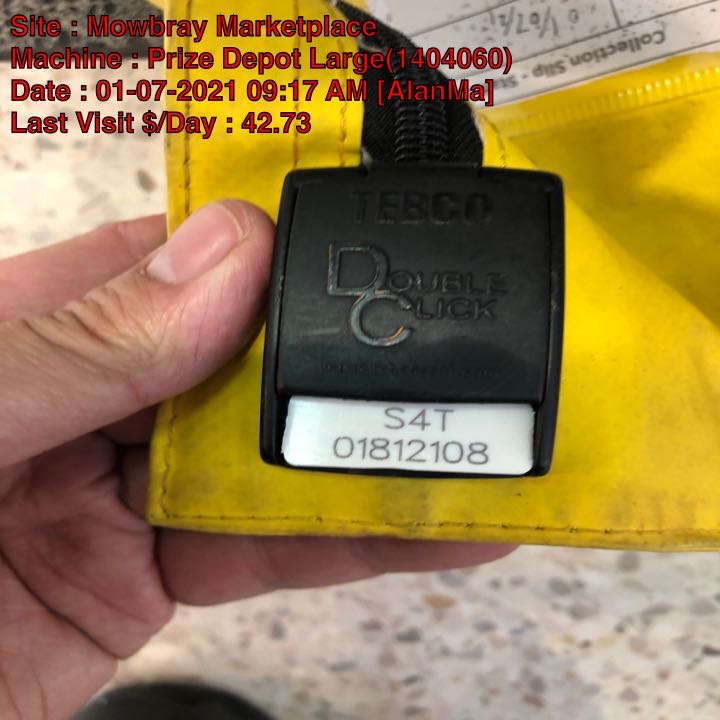 Site : Mowbray Marketplace
Machine : Prize Depot Large(1404060)
Date : 01-07-2021 09:17 AM [AlanMa]
Last Visit $/Day : 42.73
Collection Slip - S
TEBCO
DOUBLE
CLICK
S4T
01812108